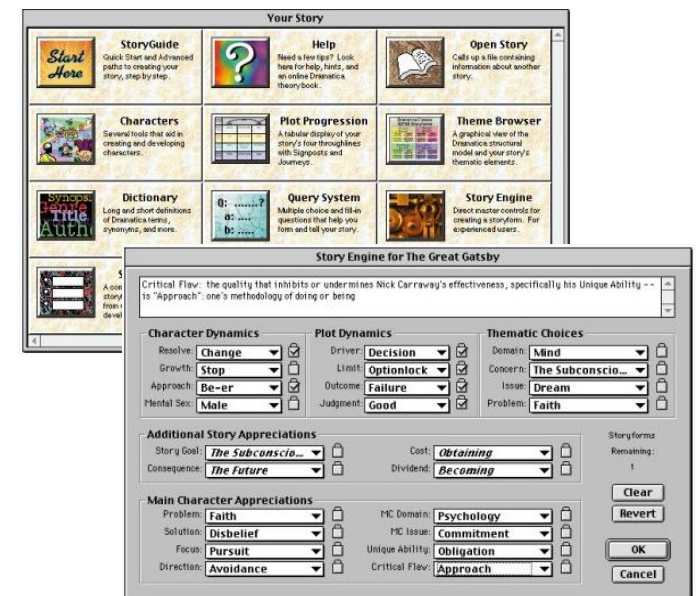 Your Story
Start Here
StoryGuide
Quick Start and Advanced
paths to creating your
story, step by step.
?
Help
Need a few tips? Look
here for help, hints, and
an online Dramatica
theory book.
Open Story
Calls up a file containing
information about another
story.
Characters
Several tools that aid in
creating and developing
characters.
Plot Progression
A tabular display of your
story's four throughlines
with Signposts and
Journeys.
Theme Browser
A graphical view of the
Dramatica structural
model and your story's
thematic elements.
Synops
Genre
Title
Auth
Dictionary
Long and short definitions
of Dramatica terms,
synonyms, and more.
Q: ......?
a: ....
b: .....
Query System
Multiple choice and fill-in
questions that help you
form and tell your story.
Story Engine
Direct master controls for
creating a storyform. For
experienced users.
Story Engine for The Great Gatsby
Critical Flaw: the quality that inhibits or undermines Nick Carraway's effectiveness, specifically his Unique Ability --
is "Approach": one's methodology of doing or being
Character Dynamics
Resolve: Change
Growth: Stop
Approach: Be-er
Mental Sex: Male
Plot Dynamics
Driver: Decision
Limit: Optionlock
Outcome: Failure
Judgment: Good
Thematic Choices
Domain: Mind
Concern: The Subconscio...
Issue: Dream
Problem: Faith
Additional Story Appreciations
Story Goal: The Subconscio...
Consequence: The Future
Cost: Obtaining
Dividend: Becoming
Storyforms
Remaining:
1
Main Character Appreciations
Problem: Faith
Solution: Disbelief
Focus: Pursuit
Direction: Avoidance
MC Domain: Psychology
MC Issue: Commitment
Unique Ability: Obligation
Critical Flaw: Approach
Clear
Revert
OK
Cancel